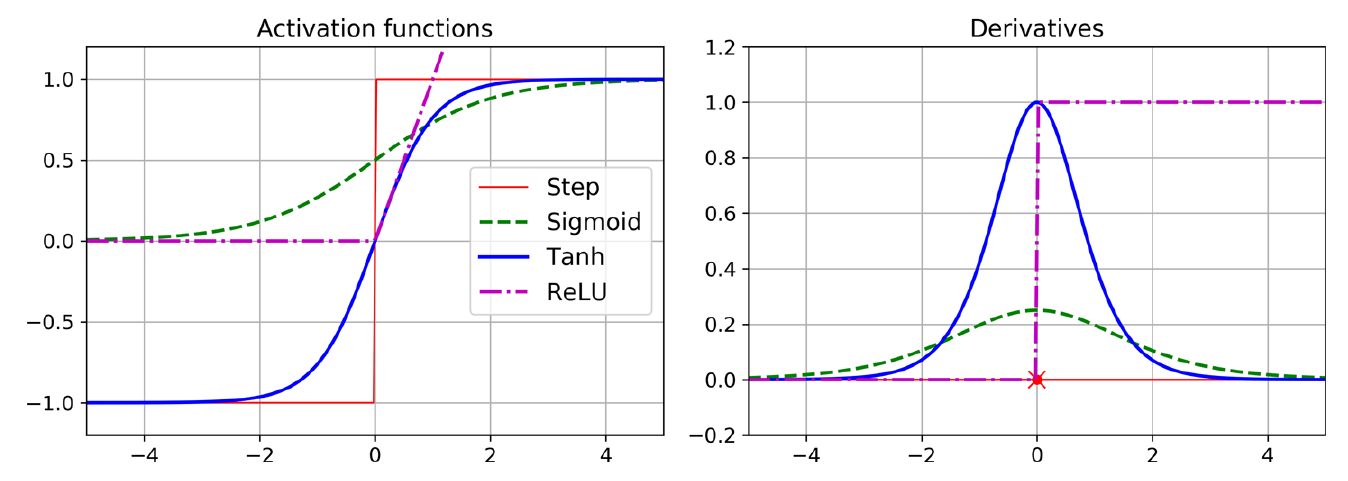 Activation functions
1.0
0.5
0.0
−0.5
−1.0
−4 −2 0 2 4
Step
Sigmoid
Tanh
ReLU
Derivatives
1.2
1.0
0.8
0.6
0.4
0.2
0.0
−0.2
−4 −2 0 2 4